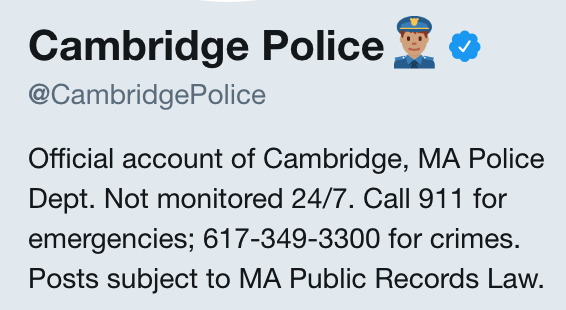 Cambridge Police👮🏽‍♂️
@CambridgePolice
Official account of Cambridge, MA Police
Dept. Not monitored 24/7. Call 911 for
emergencies; 617-349-3300 for crimes.
Posts subject to MA Public Records Law.